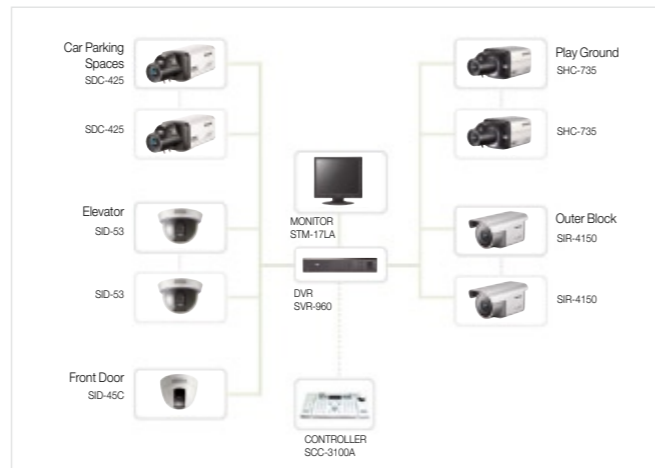 Car Parking
Spaces
SDC-425
SDC-425
Elevator
SID-53
SID-53
Front Door
SID-45C
MONITOR
STM-17LA
DVR
SVR-960
CONTROLLER
SCC-3100A
Play Ground
SHC-735
SHC-735
Outer Block
SIR-4150
SIR-4150